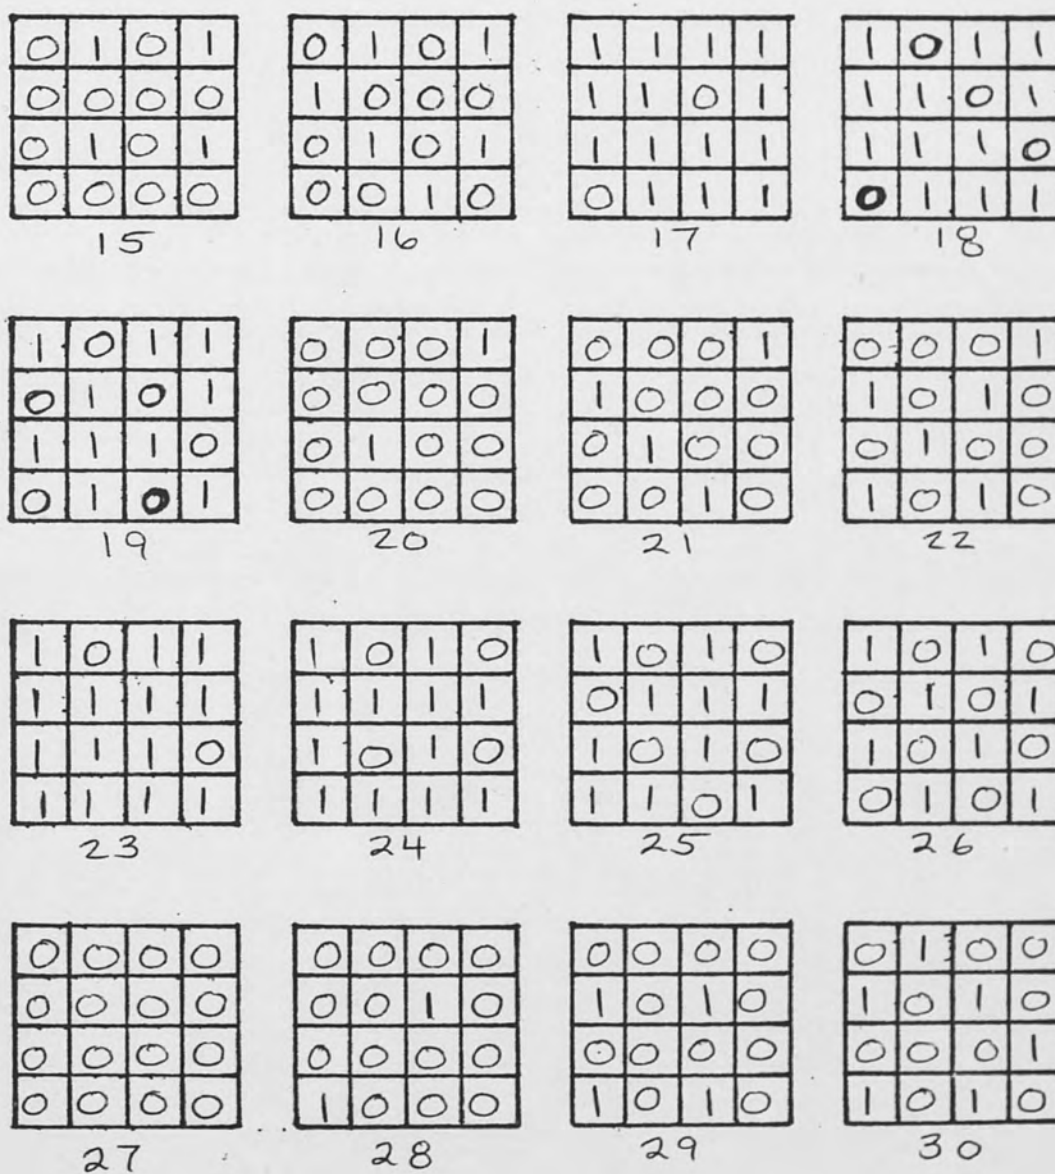 0 1 0 1 0 1 0 1 1 1 1 1 1 0 1 1
0 0 0 0 1 0 0 0 1 1 0 1 1 1 0 1
0 1 0 1 0 1 0 1 1 1 1 1 1 1 1 0
0 0 0 0 0 0 1 0 0 1 1 1 0 1 1 1
15 16 17 18
1 0 1 1 0 0 0 1 0 0 0 1 0 0 0 1
0 1 0 1 0 0 0 0 1 0 0 0 1 0 1 0
1 1 1 0 0 1 0 0 0 1 0 0 0 1 0 0
0 1 0 1 0 0 0 0 0 0 1 0 1 0 1 0
19 20 21 22
1 0 1 1 1 0 1 0 1 0 1 0 1 0 1 0
1 1 1 1 1 1 1 1 0 1 1 1 0 1 0 1
1 1 1 0 1 0 1 0 1 0 1 0 1 0 1 0
1 1 1 1 1 1 1 1 1 1 0 1 0 1 0 1
23 24 25 26
0 0 0 0 0 0 0 0 0 0 0 0 0 1 0 0
0 0 0 0 0 0 1 0 1 0 1 0 1 0 1 0
0 0 0 0 0 0 0 0 0 0 0 0 0 0 0 1
0 0 0 0 1 0 0 0 1 0 1 0 1 0 1 0
27 28 29 30